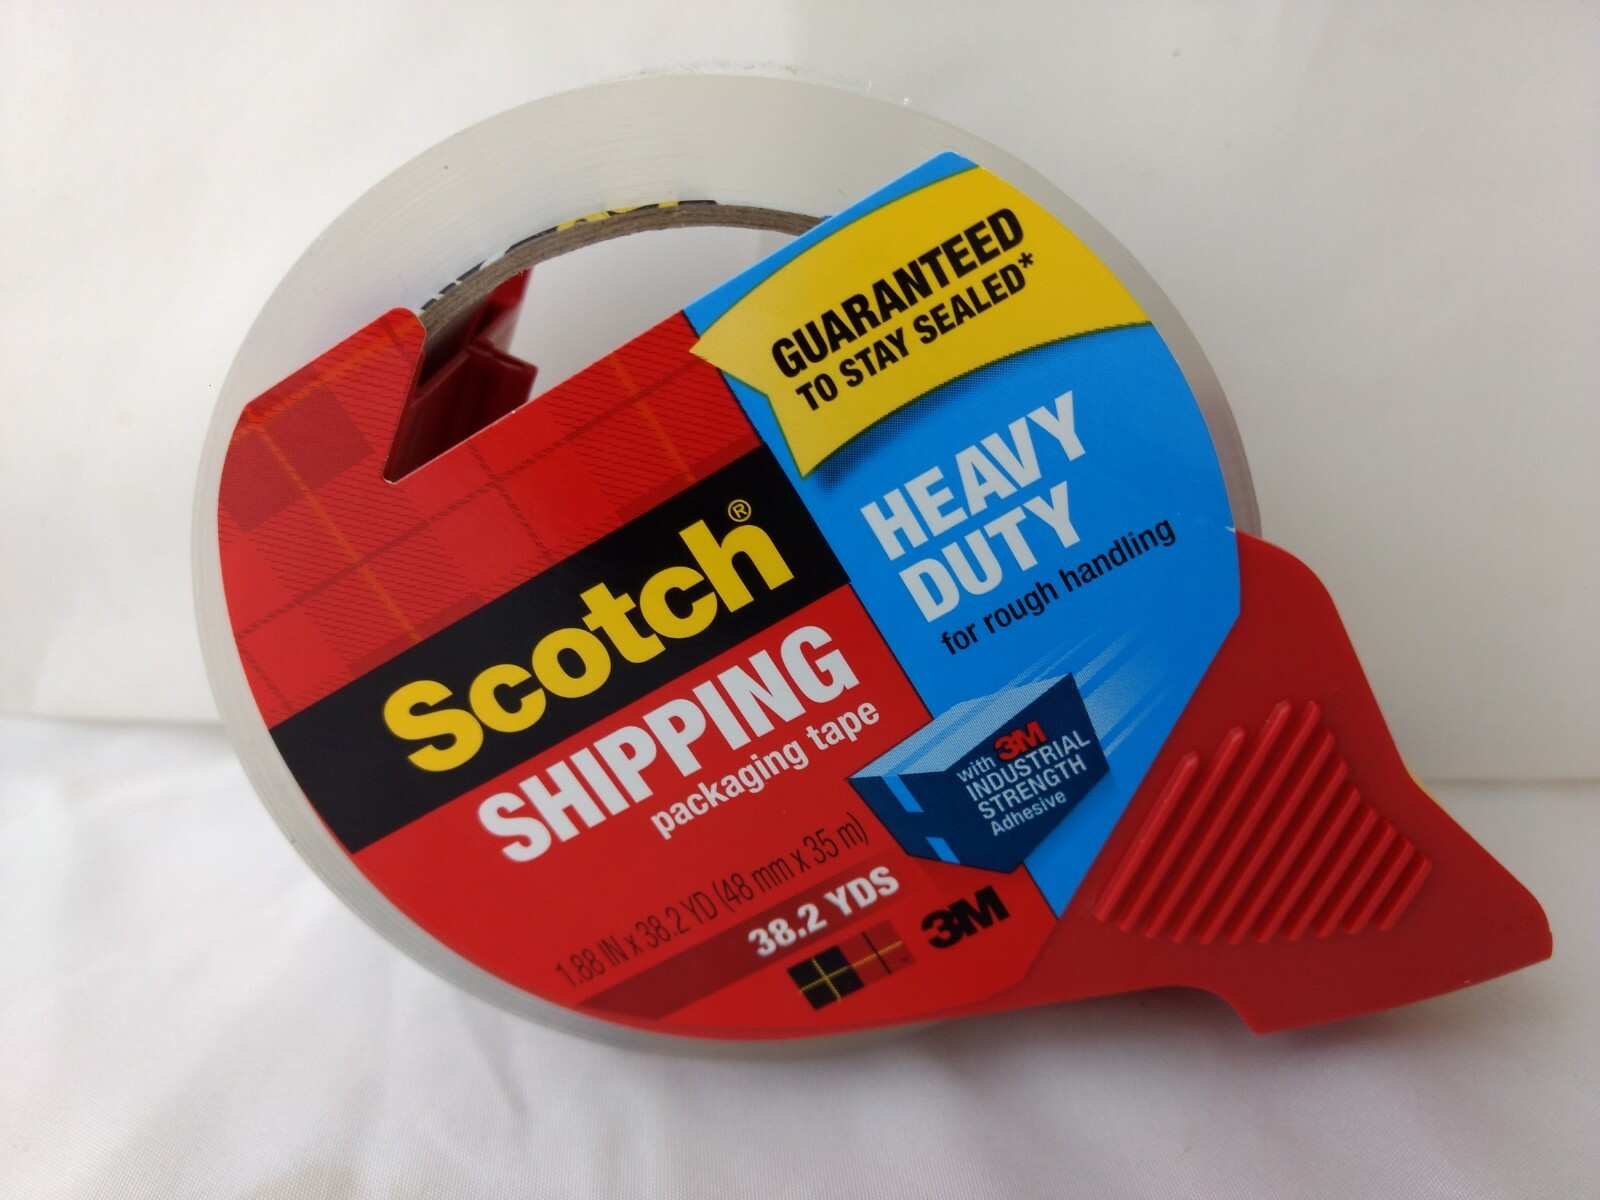 GUARANTEED
TO STAY SEALED*
HEAVY
DUTY
for rough handling
Scotch®
SHIPPING
packaging tape
with 3M
INDUSTRIAL
STRENGTH
Adhesive
1.88 IN x 38.2 YD (48 mm x 35 m)
38.2 YDS
3M